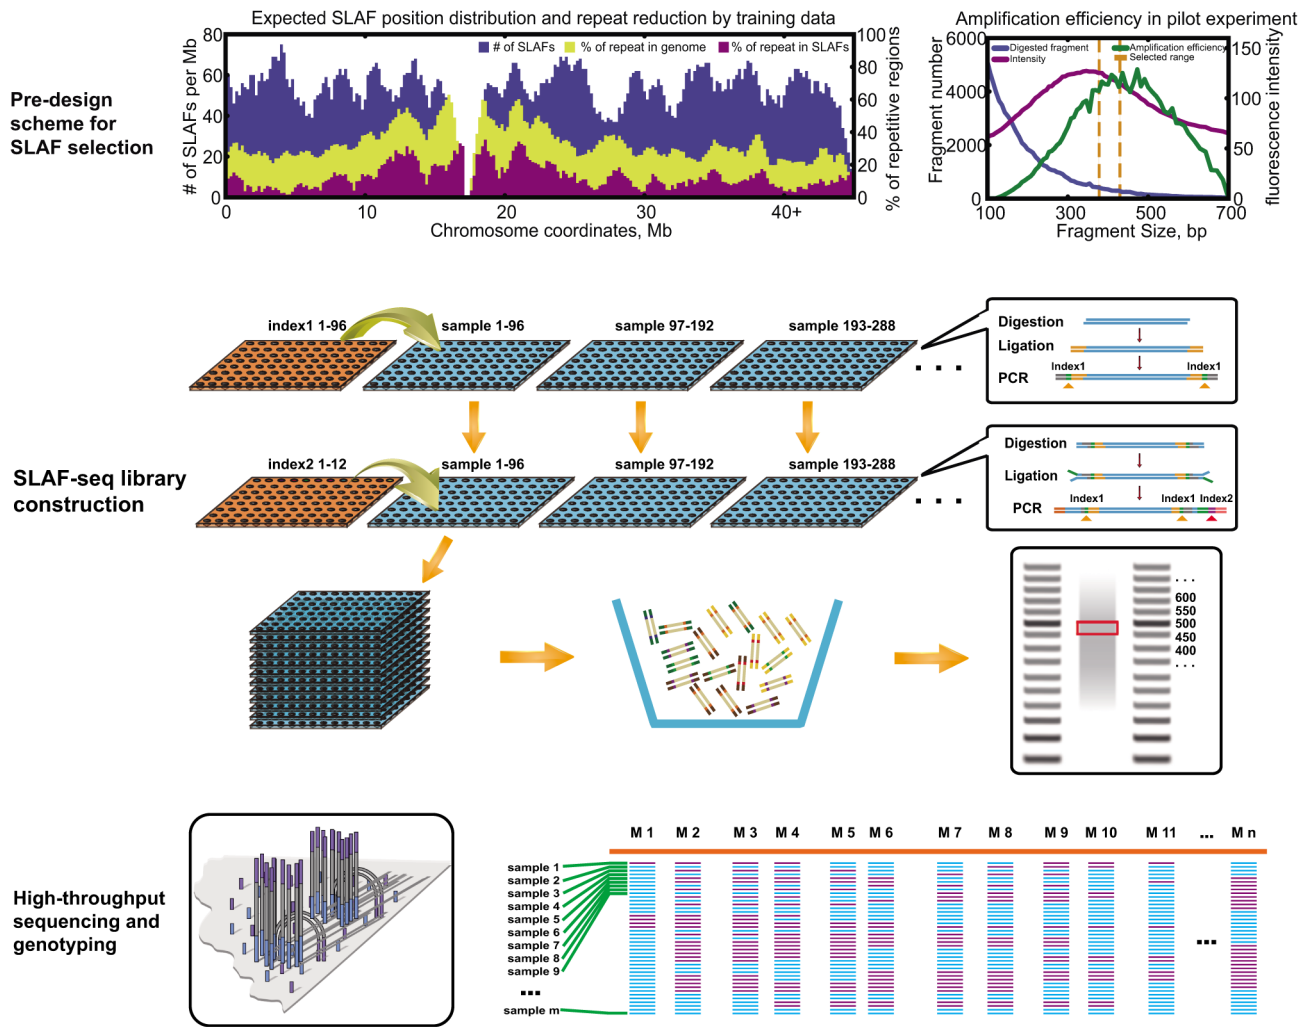 Expected SLAF position distribution and repeat reduction by training data
# of SLAFs
% of repeat in genome
% of repeat in SLAFs
# of SLAFs per Mb
80
60
40
20
0
100
80
60
40
20
0
% of repetitive regions
0
10
20
30
40+
Chromosome coordinates, Mb
Amplification efficiency in pilot experiment
Digested fragment
Intensity
Amplification efficiency
Selected range
Fragment number
6000
4000
2000
0
150
100
50
0
fluorescence intensity
100
300
500
700
Fragment Size, bp
Pre-design
scheme for
SLAF selection
index1 1-96
sample 1-96
sample 97-192
sample 193-288
. . .
Digestion
Ligation
Index1
Index1
PCR
SLAF-seq library
construction
index2 1-12
sample 1-96
sample 97-192
sample 193-288
. . .
Digestion
Ligation
Index1
Index1
Index2
PCR
. . .
600
550
500
450
400
. . .
High-throughput
sequencing and
genotyping
M 1
M 2
M 3
M 4
M 5
M 6
M 7
M 8
M 9
M 10
M 11
...
M n
sample 1
sample 2
sample 3
sample 4
sample 5
sample 6
sample 7
sample 8
sample 9
...
sample m
...